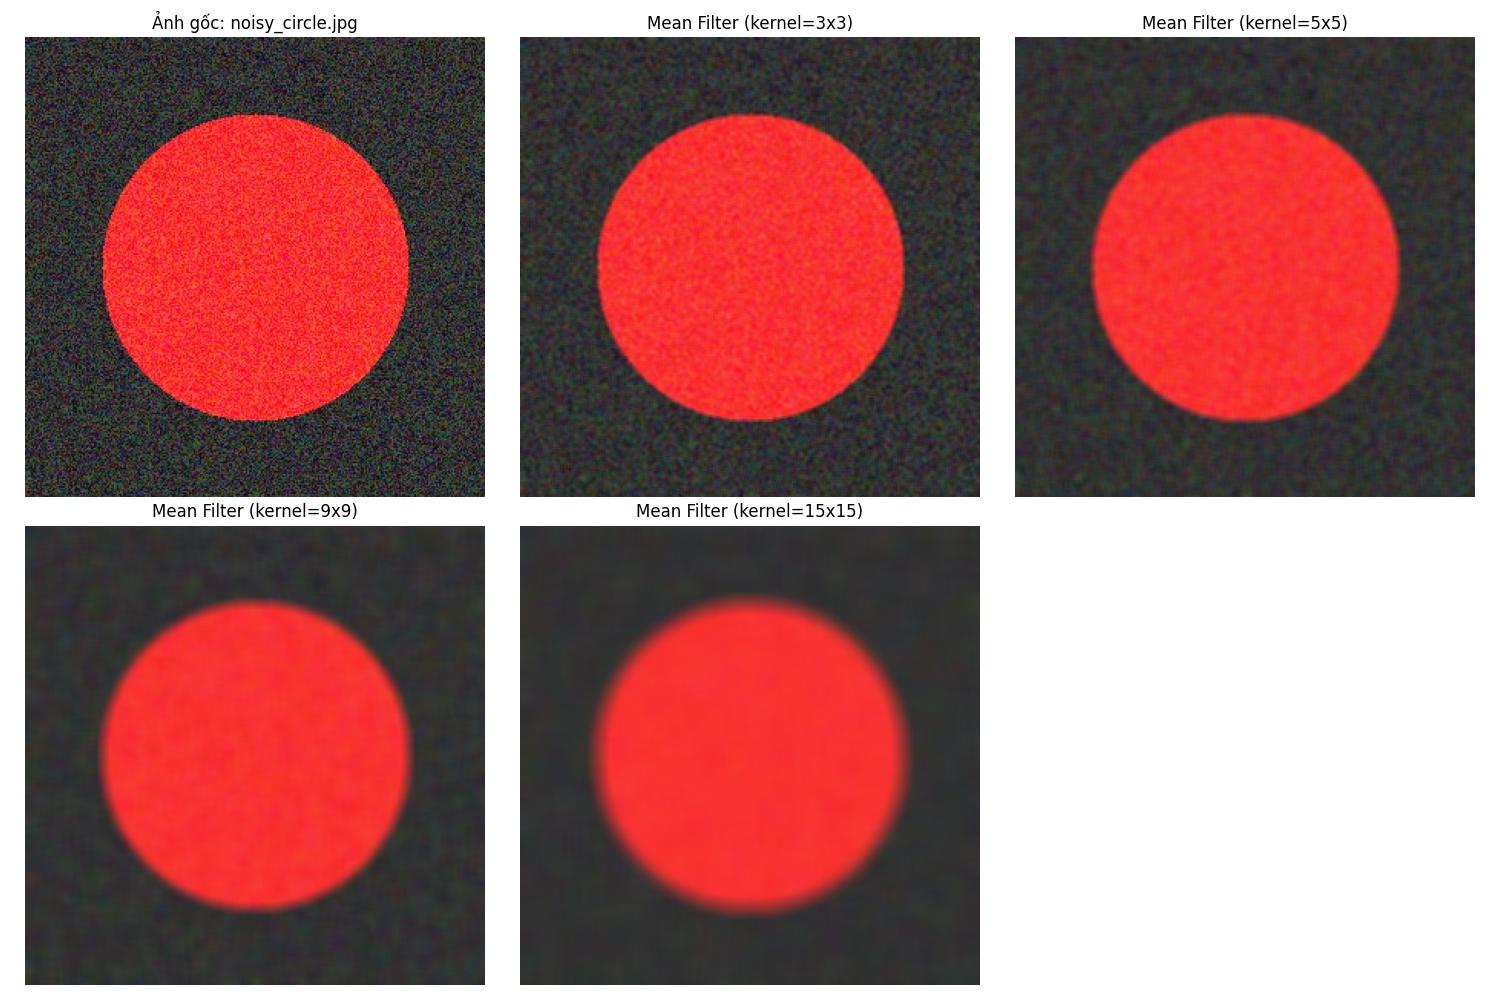 Ảnh gốc: noisy_circle.jpg
Mean Filter (kernel=3x3)
Mean Filter (kernel=5x5)
Mean Filter (kernel=9x9)
Mean Filter (kernel=15x15)